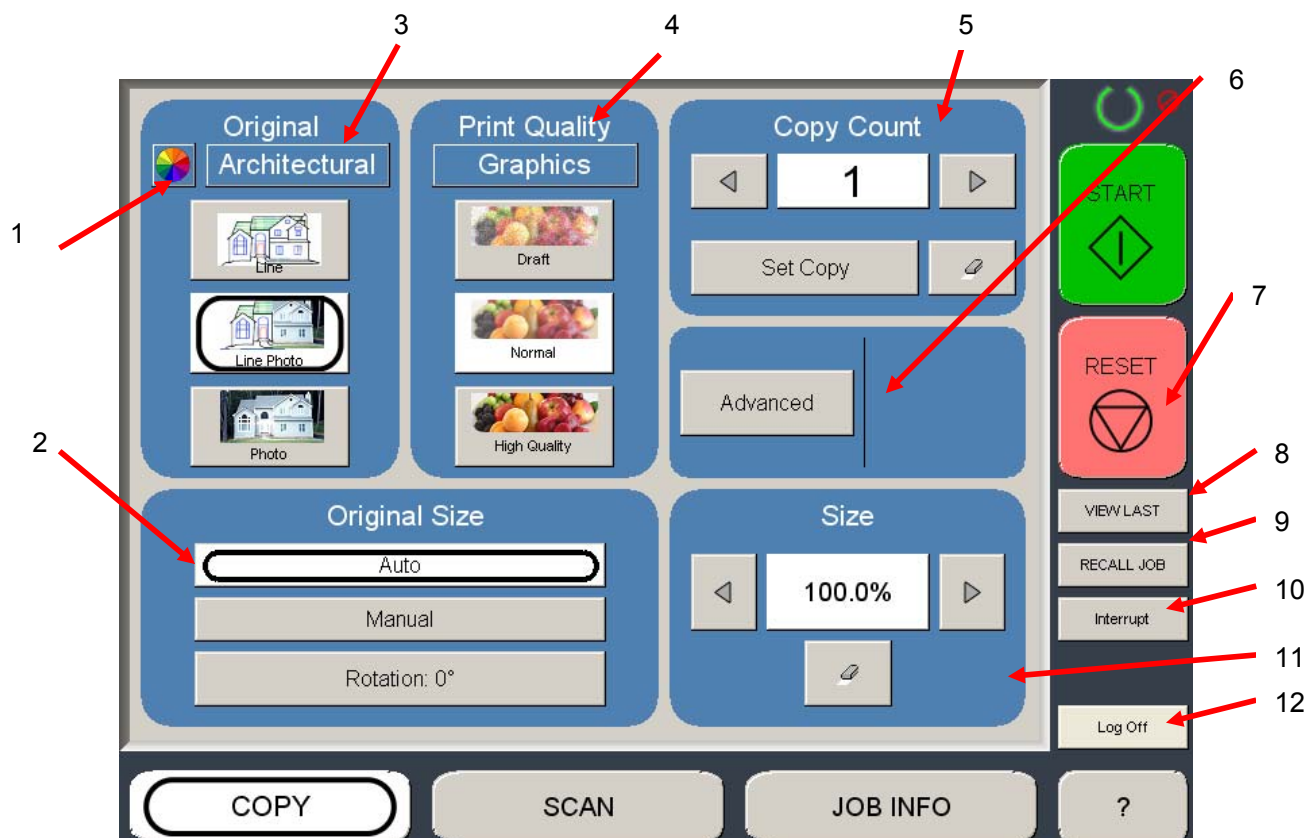 3
4
5
6
1
2
7
8
9
10
11
12
Original
Architectural
Line
Line Photo
Photo
Print Quality
Graphics
Draft
Normal
High Quality
Copy Count
1
Set Copy
Advanced
Original Size
Auto
Manual
Rotation: 0°
Size
100.0%
START
RESET
VIEW LAST
RECALL JOB
Interrupt
Log Off
COPY
SCAN
JOB INFO
?